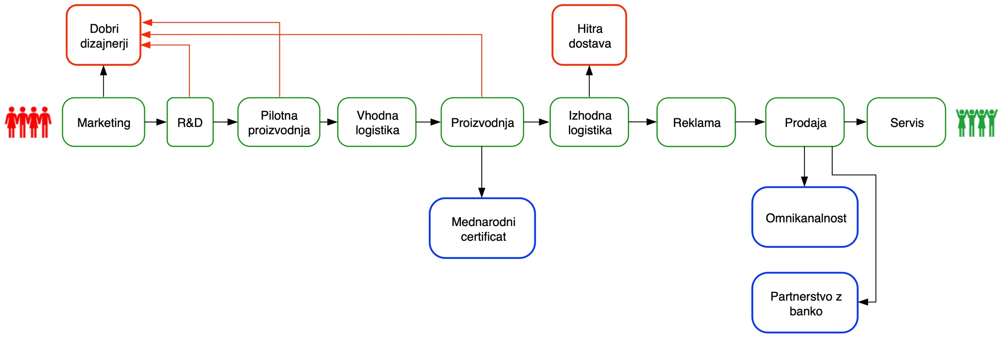 Dobri
dizajnerji
Hitra
dostava
Marketing
R&D
Pilotna
proizvodnja
Vhodna
logistika
Proizvodnja
Izhodna
logistika
Reklama
Prodaja
Servis
Mednarodni
certificat
Omnikanalnost
Partnerstvo z
banko